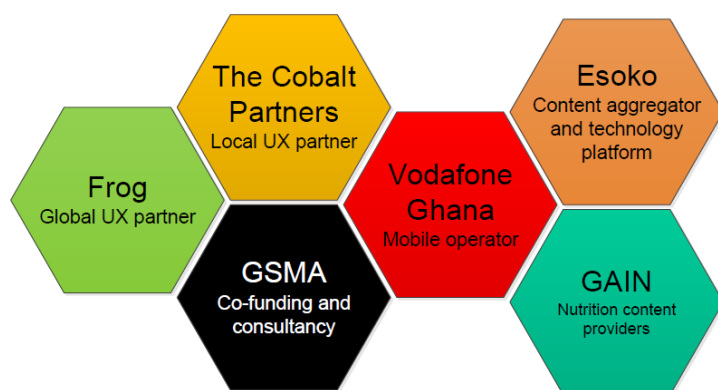 Frog
Global UX partner
The Cobalt
Partners
Local UX partner
GSMA
Co-funding and
consultancy
Vodafone
Ghana
Mobile operator
Esoko
Content aggregator
and technology
platform
GAIN
Nutrition content
providers